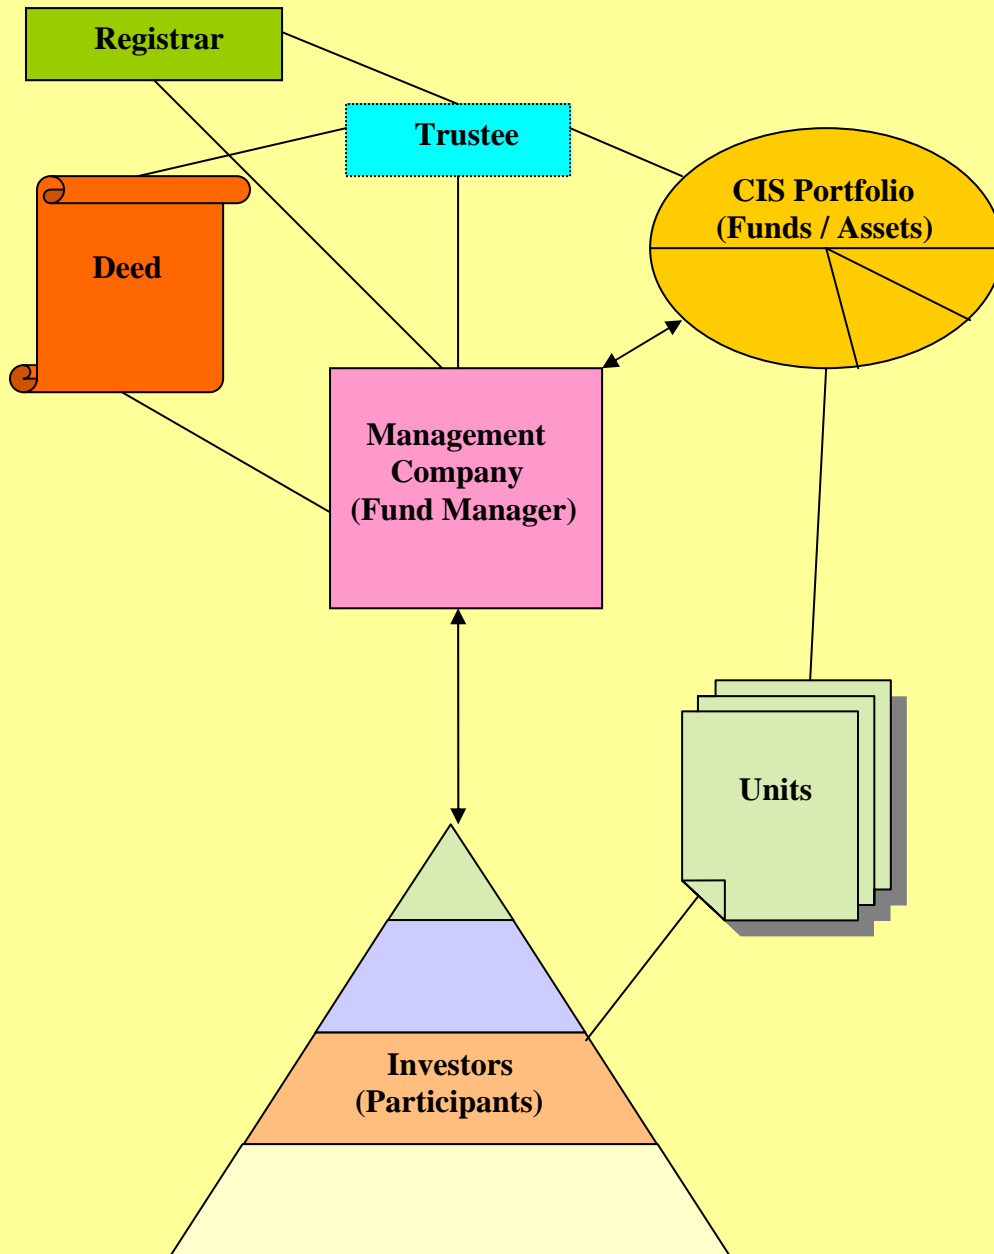 Registrar
Trustee
CIS Portfolio
(Funds / Assets)
Deed
Management
Company
(Fund Manager)
Units
Investors
(Participants)